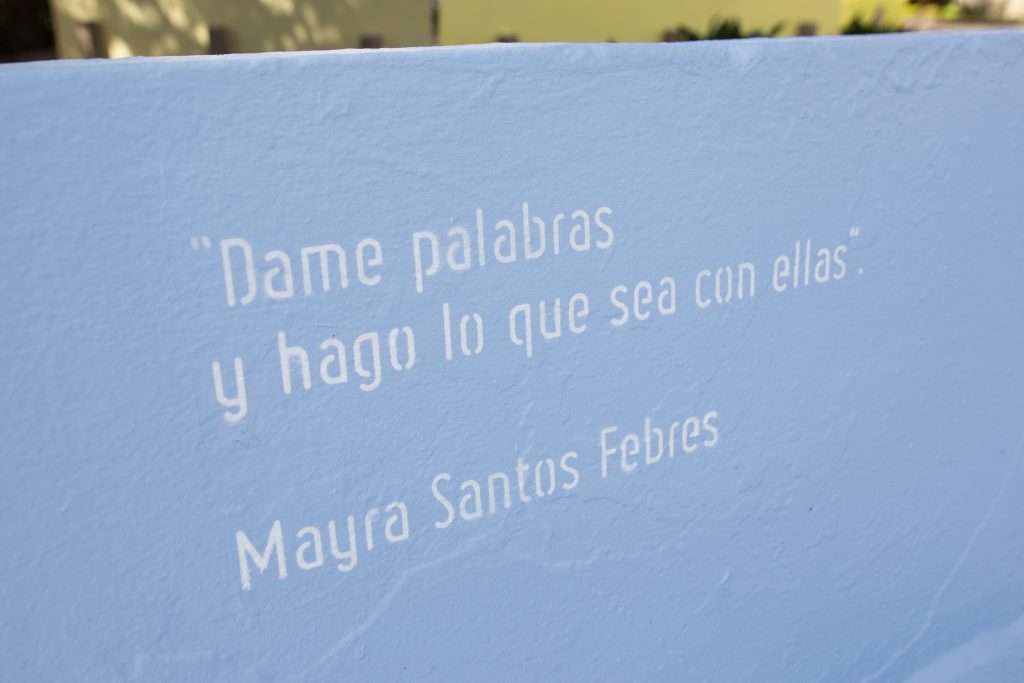 "Dame palabras
y hago lo que sea con ellas".
Mayra Santos Febres